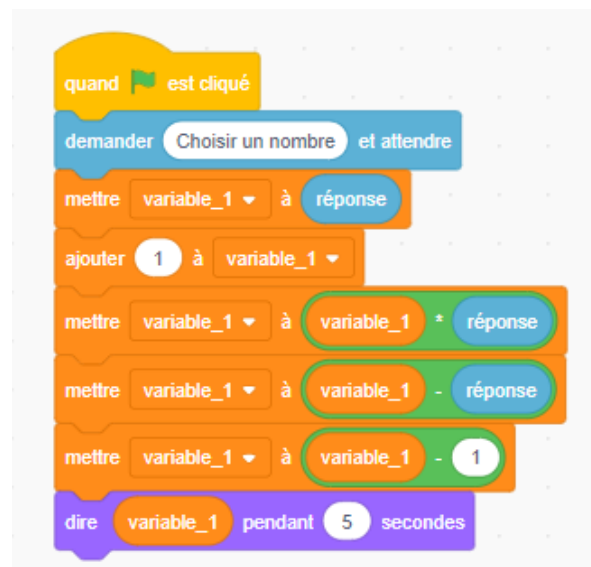 quand est cliqué
demander Choisir un nombre et attendre
mettre variable_1 à réponse
ajouter 1 à variable_1
mettre variable_1 à variable_1 * réponse
mettre variable_1 à variable_1 - réponse
mettre variable_1 à variable_1 - 1
dire variable_1 pendant 5 secondes